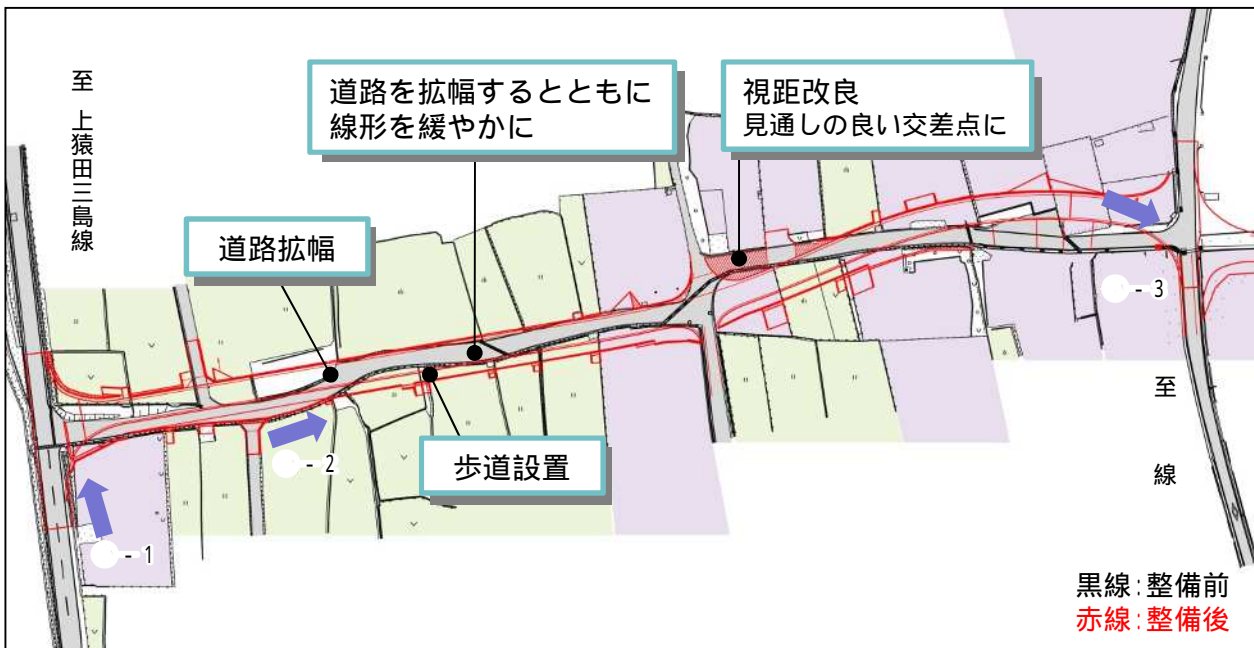 至 上猿田三島線
道路を拡幅するとともに
線形を緩やかに
視距改良
見通しの良い交差点に
道路拡幅
歩道設置
- 1
- 2
- 3
至 線
黒線:整備前
赤線:整備後